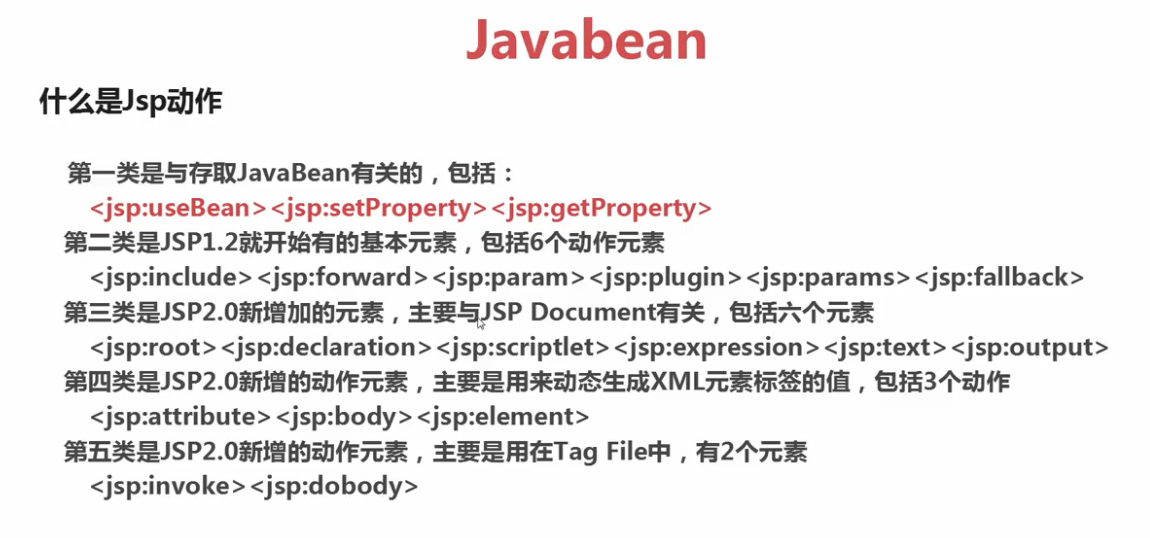 Javabean
什么是Jsp动作
第一类是与存取JavaBean有关的，包括：
<jsp:useBean><jsp:setProperty><jsp:getProperty>
第二类是JSP1.2就开始有的基本元素，包括6个动作元素
<jsp:include><jsp:forward><jsp:param><jsp:plugin><jsp:params><jsp:fallback>
第三类是JSP2.0新增加的元素，主要与JSP Document有关，包括六个元素
<jsp:root><jsp:declaration><jsp:scriptlet><jsp:expression><jsp:text><jsp:output>
第四类是JSP2.0新增的动作元素，主要是用来动态生成XML元素标签的值，包括3个动作
<jsp:attribute><jsp:body><jsp:element>
第五类是JSP2.0新增的动作元素，主要是用在Tag File中，有2个元素
<jsp:invoke><jsp:dobody>